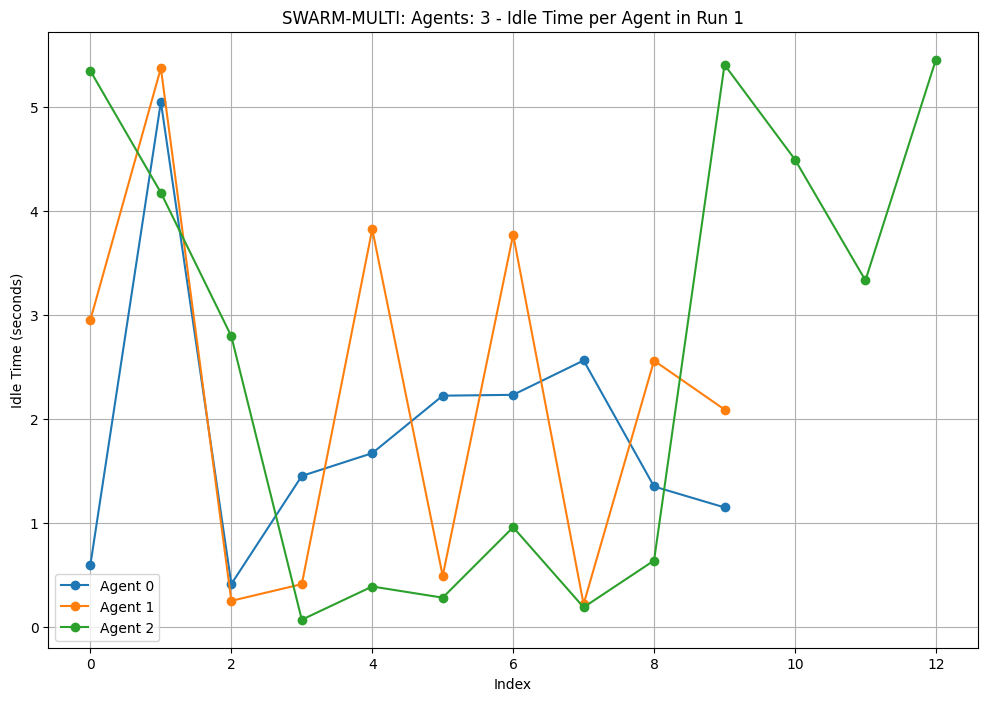 SWARM-MULTI: Agents: 3 - Idle Time per Agent in Run 1
Idle Time (seconds)
5
4
3
2
1
0
Agent 0
Agent 1
Agent 2
0 2 4 6 8 10 12
Index